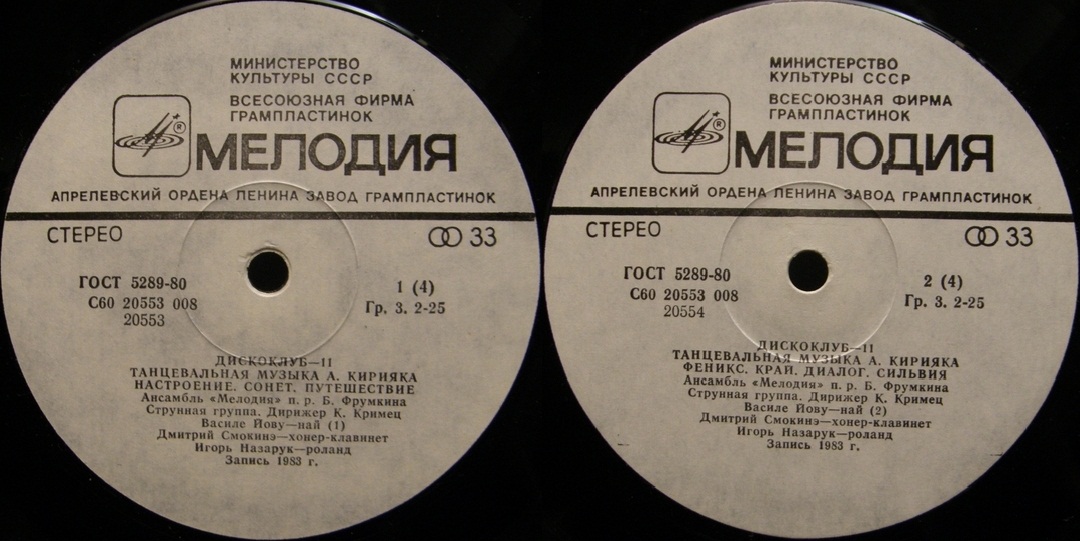 МИНИСТЕРСТВО
КУЛЬТУРЫ СССР
ВСЕСОЮЗНАЯ ФИРМА
ГРАМПЛАСТИНОК
®
МЕЛОДИЯ
АПРЕЛЕВСКИЙ ОРДЕНА ЛЕНИНА ЗАВОД ГРАМПЛАСТИНОК
СТЕРЕО
33
ГОСТ 5289-80
С60 20553 008
20553
1 (4)
Гр. 3. 2-25
ДИСКОКЛУБ—11
ТАНЦЕВАЛЬНАЯ МУЗЫКА А. КИРИЯКА
НАСТРОЕНИЕ. СОНЕТ. ПУТЕШЕСТВИЕ
Ансамбль «Мелодия» п. р. Б. Фрумкина
Струнная группа. Дирижер К. Кримец
Василе Йову—най (1)
Дмитрий Смокинэ—хонер-клавинет
Игорь Назарук—роланд
Запись 1983 г.
МИНИСТЕРСТВО
КУЛЬТУРЫ СССР
ВСЕСОЮЗНАЯ ФИРМА
ГРАМПЛАСТИНОК
®
МЕЛОДИЯ
АПРЕЛЕВСКИЙ ОРДЕНА ЛЕНИНА ЗАВОД ГРАМПЛАСТИНОК
СТЕРЕО
33
ГОСТ 5289-80
С60 20553 008
20554
2 (4)
Гр. 3. 2-25
ДИСКОКЛУБ—11
ТАНЦЕВАЛЬНАЯ МУЗЫКА А. КИРИЯКА
ФЕНИКС. КРАЙ. ДИАЛОГ. СИЛЬВИЯ
Ансамбль «Мелодия» п. р. Б. Фрумкина
Струнная группа. Дирижер К. Кримец
Василе Йову—най (2)
Дмитрий Смокинэ—хонер-клавинет
Игорь Назарук—роланд
Запись 1983 г.